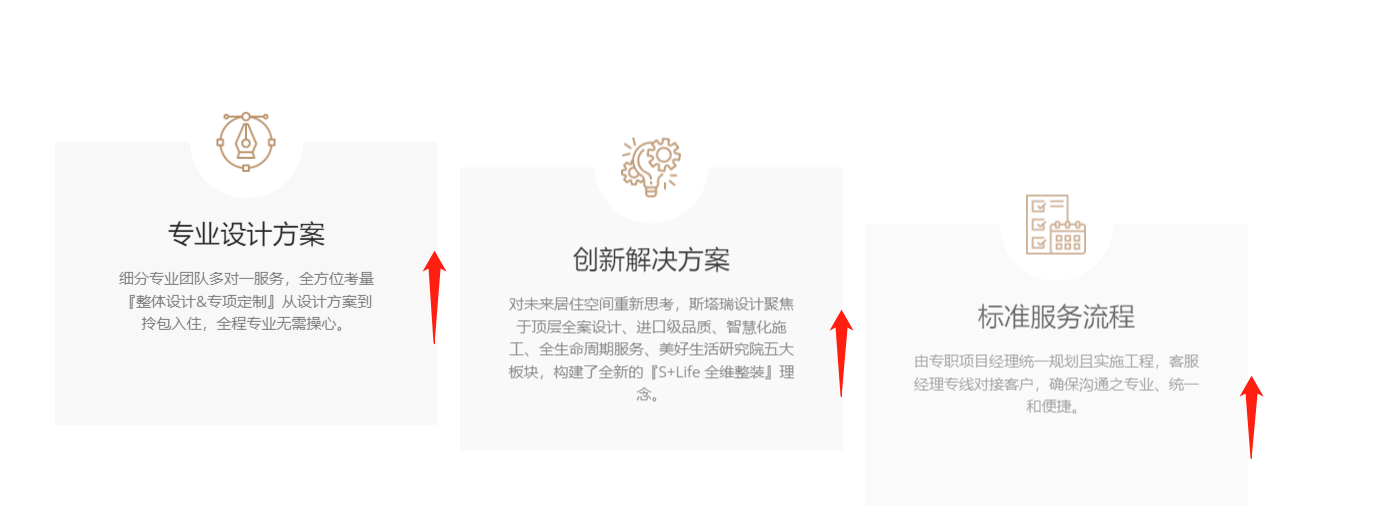 专业设计方案
细分专业团队多对一服务，全方位考量
『整体设计&专项定制』从设计方案到
拎包入住，全程专业无需操心。
创新解决方案
对未来居住空间重新思考，斯塔瑞设计聚焦
于顶层全案设计、进口级品质、智慧化施
工、全生命周期服务、美好生活研究院五大
板块，构建了全新的『S+Life 全维整装』理
念。
标准服务流程
由专职项目经理统一规划且实施工程，客服
经理专线对接客户，确保沟通之专业、统一
和便捷。